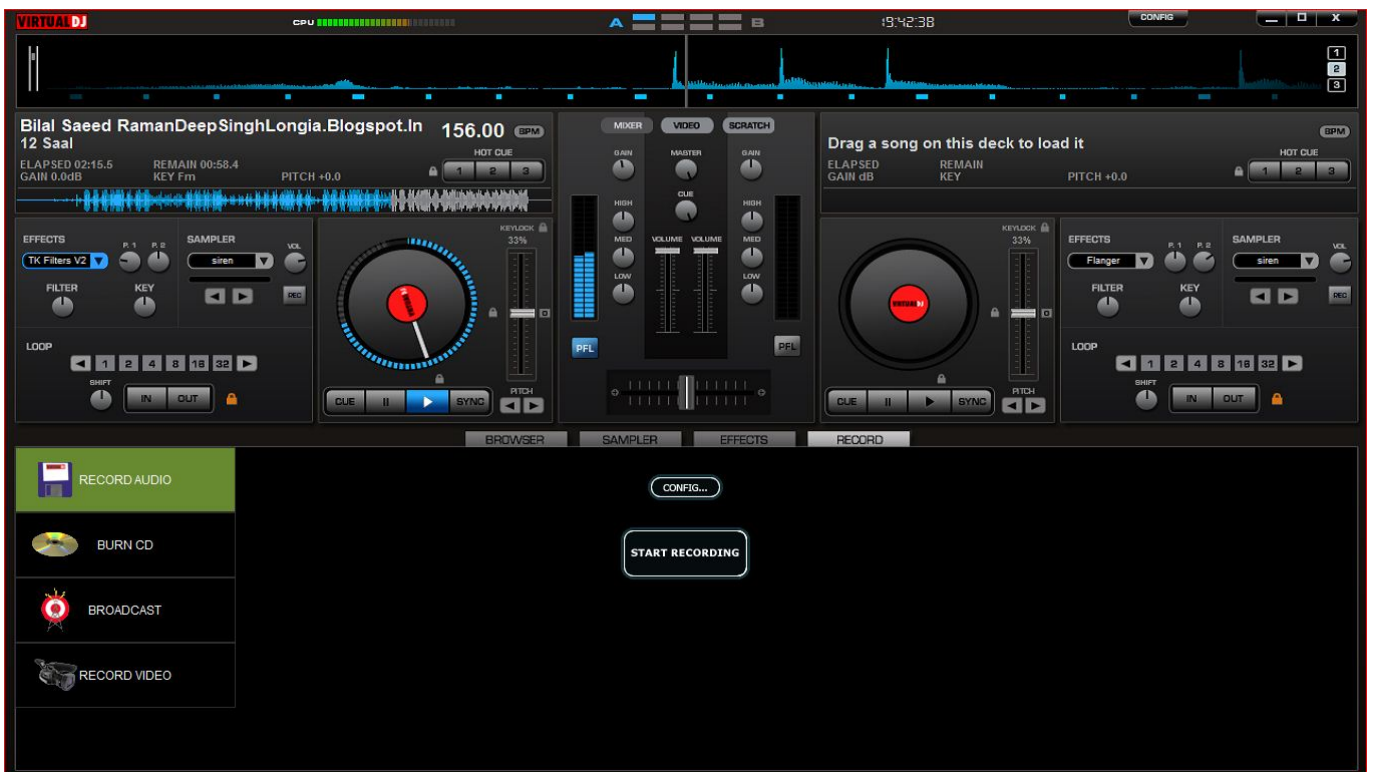 VIRTUAL DJ
CPU
A B
19:42:38
CONFIG
X
1
2
3
Bilal Saeed RamanDeepSinghLongia.Blogspot.In
12 Saal
156.00 BPM
HOT CUE
ELAPSED 02:15.5 REMAIN 00:58.4
GAIN 0.0dB KEY Fm PITCH +0.0
1 2 3
MIXER VIDEO SCRATCH
GAIN MASTER GAIN
CUE
HIGH HIGH
MED VOLUME VOLUME MED
LOW LOW
PFL PFL
Drag a song on this deck to load it
BPM
HOT CUE
ELAPSED REMAIN
GAIN dB KEY PITCH +0.0
1 2 3
EFFECTS P. 1 P. 2 SAMPLER VOL
TK Filters V2 siren
FILTER KEY REC
LOOP
1 2 4 8 16 32
SHIFT
IN OUT
KEYLOCK
33%
0
CUE II SYNC
PITCH
KEYLOCK
33%
VIRTUAL DJ
0
CUE II SYNC
PITCH
EFFECTS P. 1 P. 2 SAMPLER VOL
Flanger siren
FILTER KEY REC
LOOP
1 2 4 8 16 32
SHIFT
IN OUT
BROWSER SAMPLER EFFECTS RECORD
RECORD AUDIO
BURN CD
BROADCAST
RECORD VIDEO
CONFIG...
START RECORDING